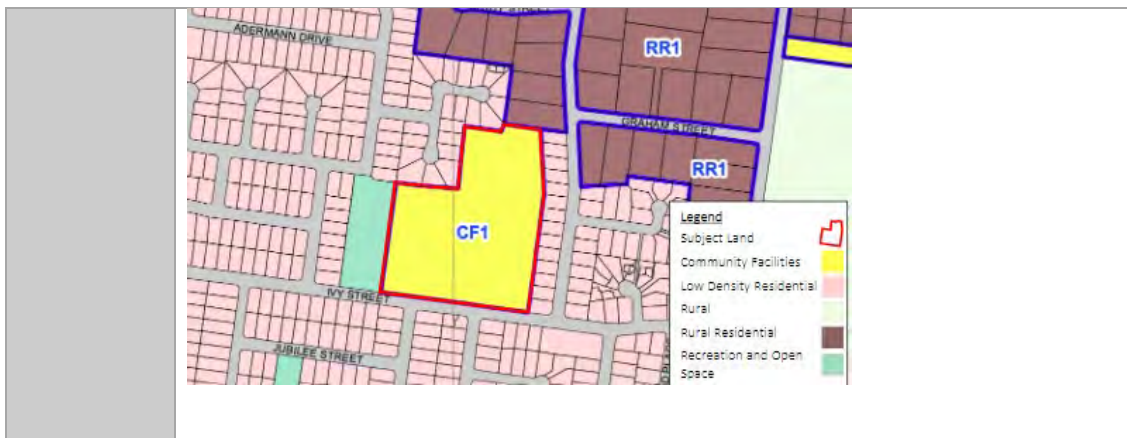 STREET
ADERMANN DRIVE
RR1
GRAHAM STREET
RR1
CF1
IVY STREET
JUBILEE STREET
Legend
Subject Land
Community Facilities
Low Density Residential
Rural
Rural Residential
Recreation and Open
Space